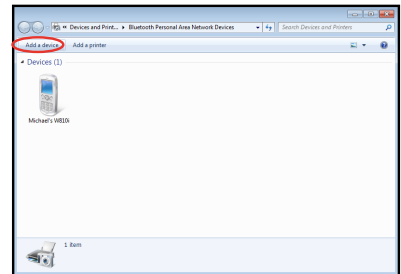 « Devices and Print... ▸ Bluetooth Personal Area Network Devices
Search Devices and Printers
Add a device
Add a printer
Devices (1)
Michael's W810i
1 item